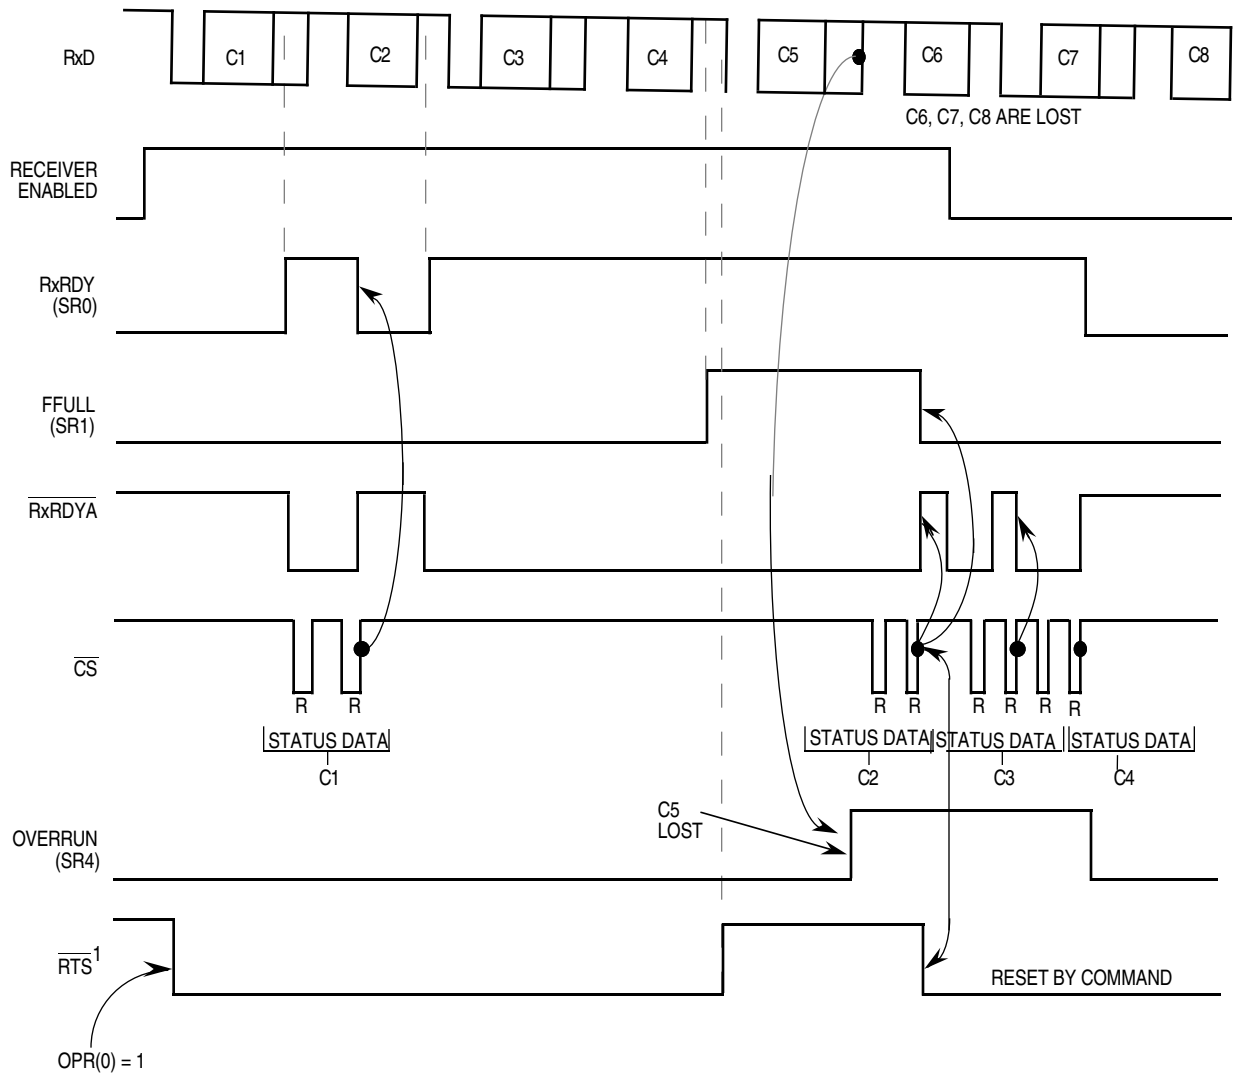 RxD
C1
C2
C3
C4
C5
C6
C7
C8
C6, C7, C8 ARE LOST
RECEIVER
ENABLED
RxRDY
(SR0)
FFULL
(SR1)
RxRDYA
CS
R
R
R
R
R
R
R
R
STATUS DATA
STATUS DATA
STATUS DATA
STATUS DATA
C1
C2
C3
C4
C5
LOST
OVERRUN
(SR4)
RTS1
RESET BY COMMAND
OPR(0) = 1